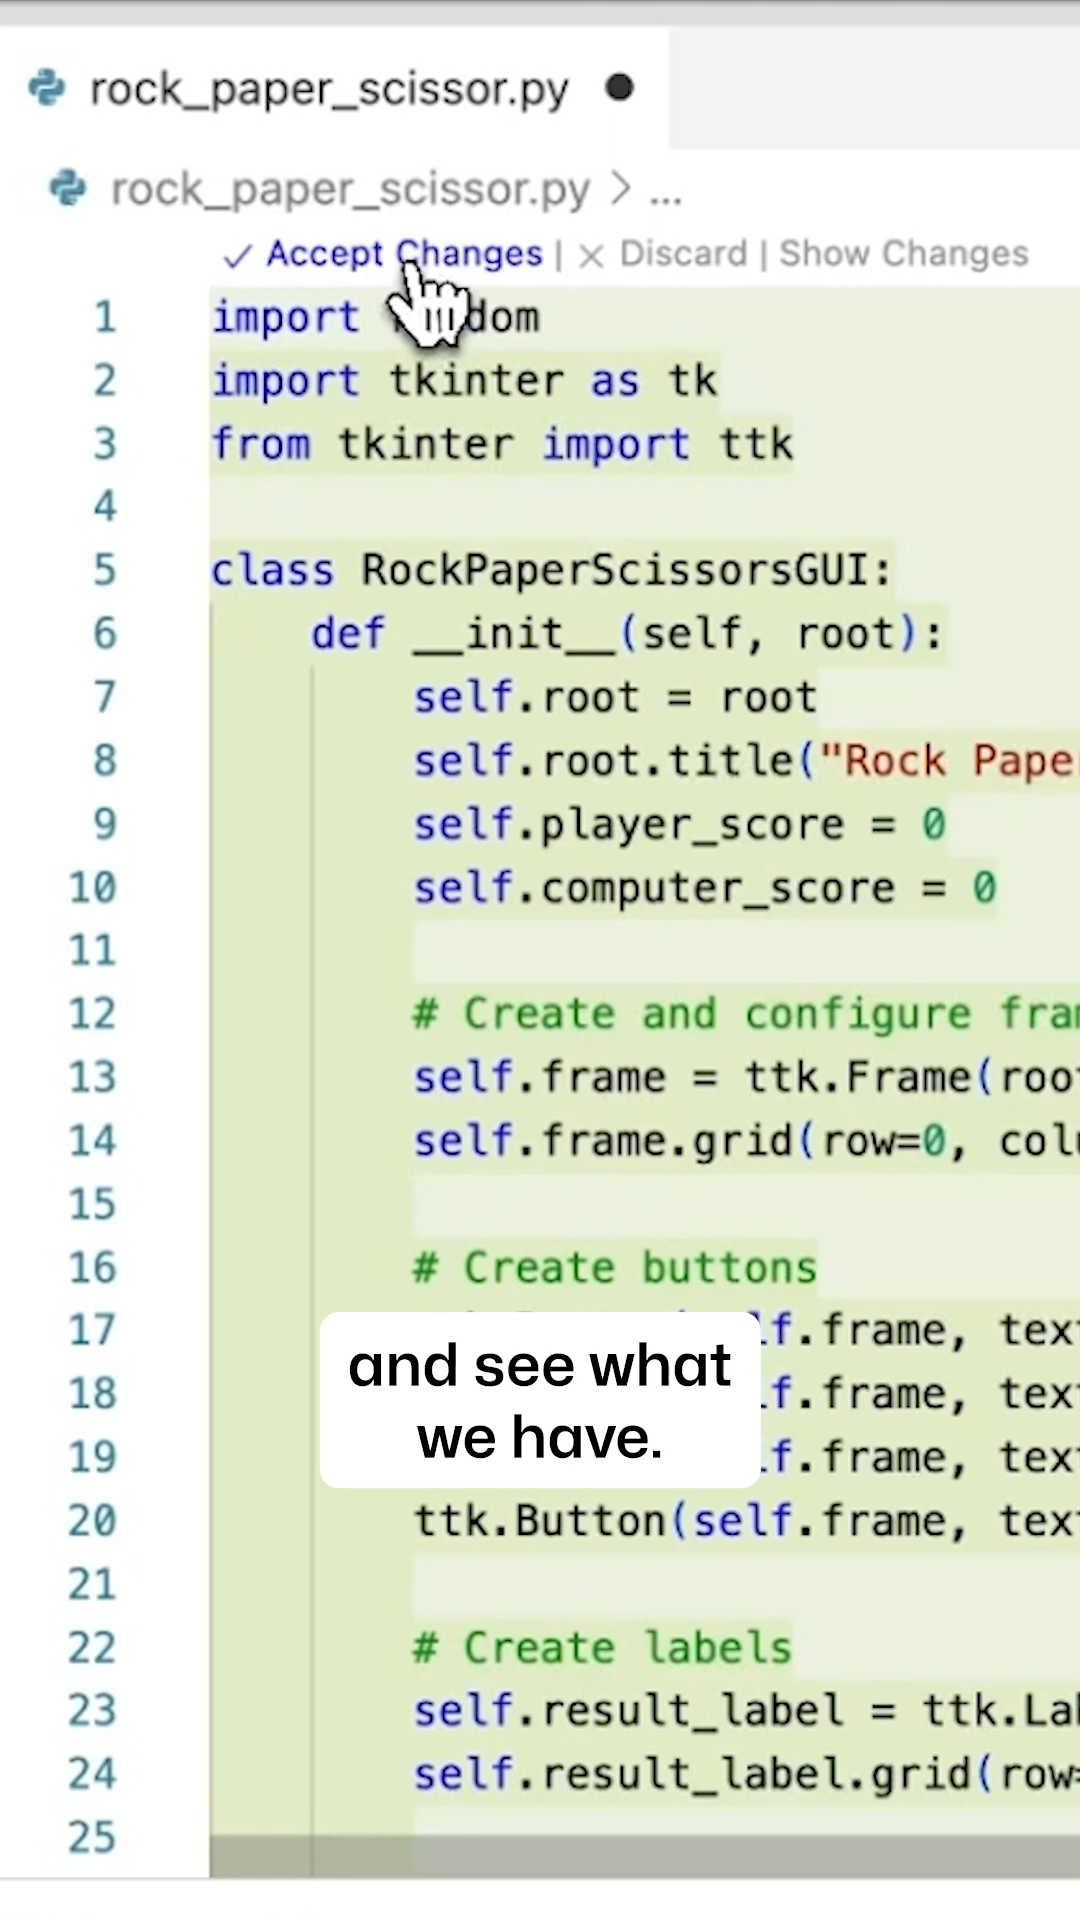 rock_paper_scissor.py
rock_paper_scissor.py > ...
Accept Changes | Discard | Show Changes
1 import
2 import tkinter as tk
3 from tkinter import ttk
4
5 class RockPaperScissorsGUI:
6 def __init__(self, root):
7 self.root = root
8 self.root.title("Rock Pape
9 self.player_score = 0
10 self.computer_score = 0
11
12 # Create and configure fra
13 self.frame = ttk.Frame(roo
14 self.frame.grid(row=0, col
15
16 # Create buttons
17 lf.frame, tex
18 lf.frame, tex
19 lf.frame, tex
20 ttk.Button(self.frame, tex
21
22 # Create labels
23 self.result_label = ttk.La
24 self.result_label.grid(row=
25
and see what
we have.